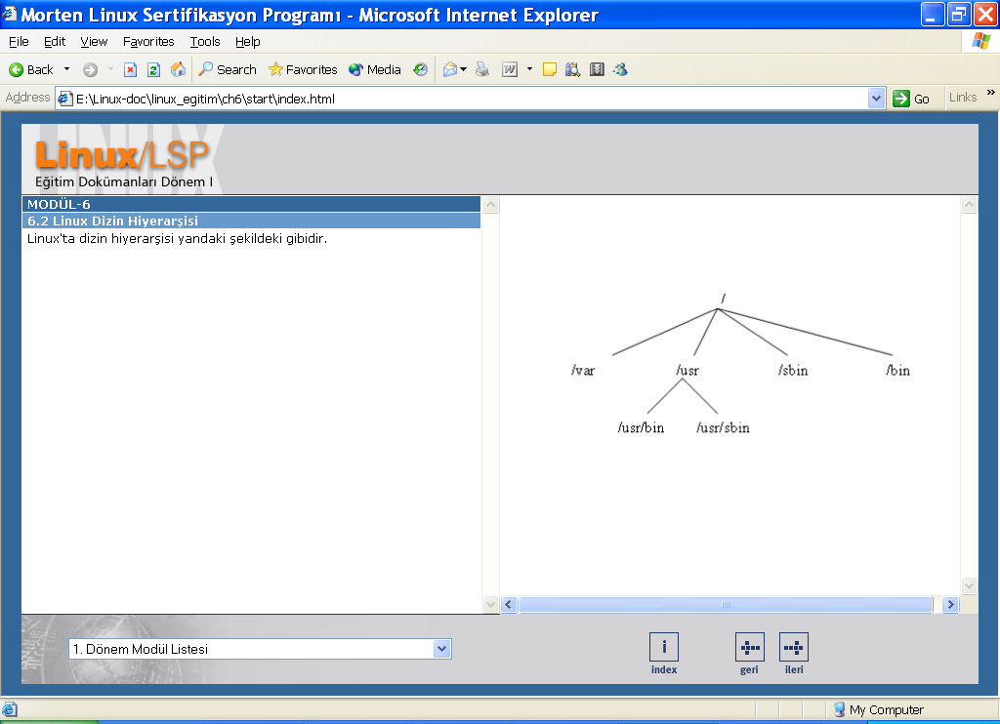 Morten Linux Sertifikasyon Programı - Microsoft Internet Explorer
File Edit View Favorites Tools Help
Back Search Favorites Media
Address E:\Linux-doc\linux_egitim\ch6\start\index.html Go Links »
LINUX
Linux/LSP
Eğitim Dokümanları Dönem I
MODÜL-6
6.2 Linux Dizin Hiyerarşisi
Linux'ta dizin hiyerarşisi yandaki şekildeki gibidir.
/
/var /usr /sbin /bin
/usr/bin /usr/sbin
1. Dönem Modül Listesi
i
index geri ileri
My Computer